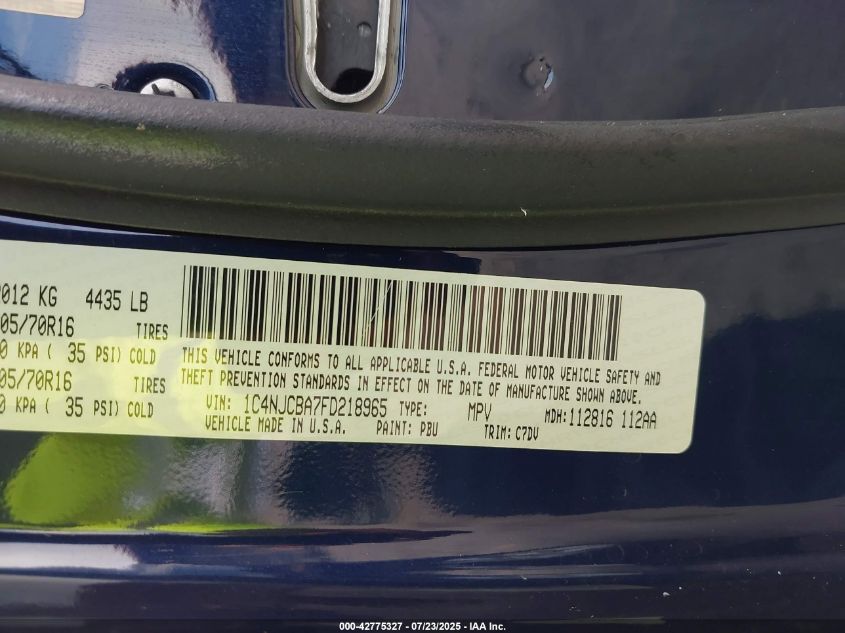 2012 KG 4435 LB
05/70R16 TIRES
0 KPA ( 35 PSI) COLD
05/70R16 TIRES
0 KPA ( 35 PSI) COLD
THIS VEHICLE CONFORMS TO ALL APPLICABLE U.S.A. FEDERAL MOTOR VEHICLE SAFETY AND
THEFT PREVENTION STANDARDS IN EFFECT ON THE DATE OF MANUFACTURE SHOWN ABOVE.
VIN: 1C4NJCBA7FD218965 TYPE: MPV MDH:112816 112AA
VEHICLE MADE IN U.S.A. PAINT: PBU TRIM: C7DV
000-42775327 - 07/23/2025 - IAA Inc.